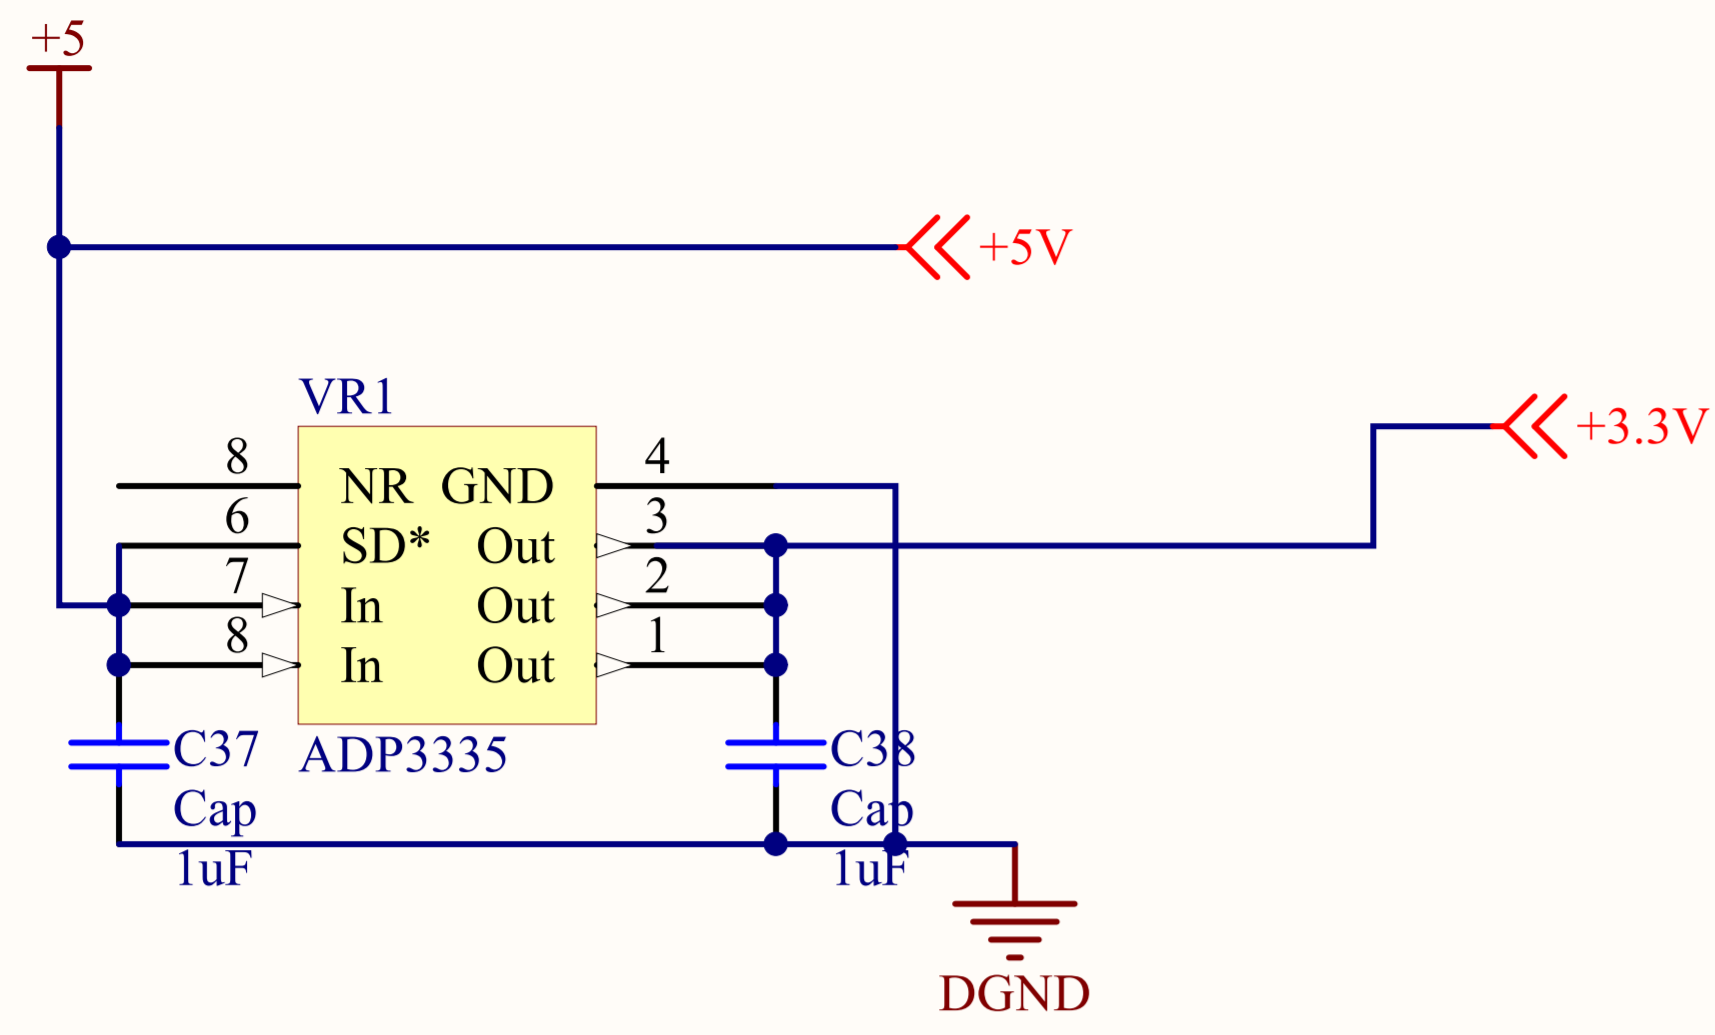 +5
+5V
VR1
+3.3V
8 NR GND 4
6 SD* Out 3
7 In Out 2
8 In Out 1
C37 ADP3335 C38
Cap Cap
1uF 1uF
DGND